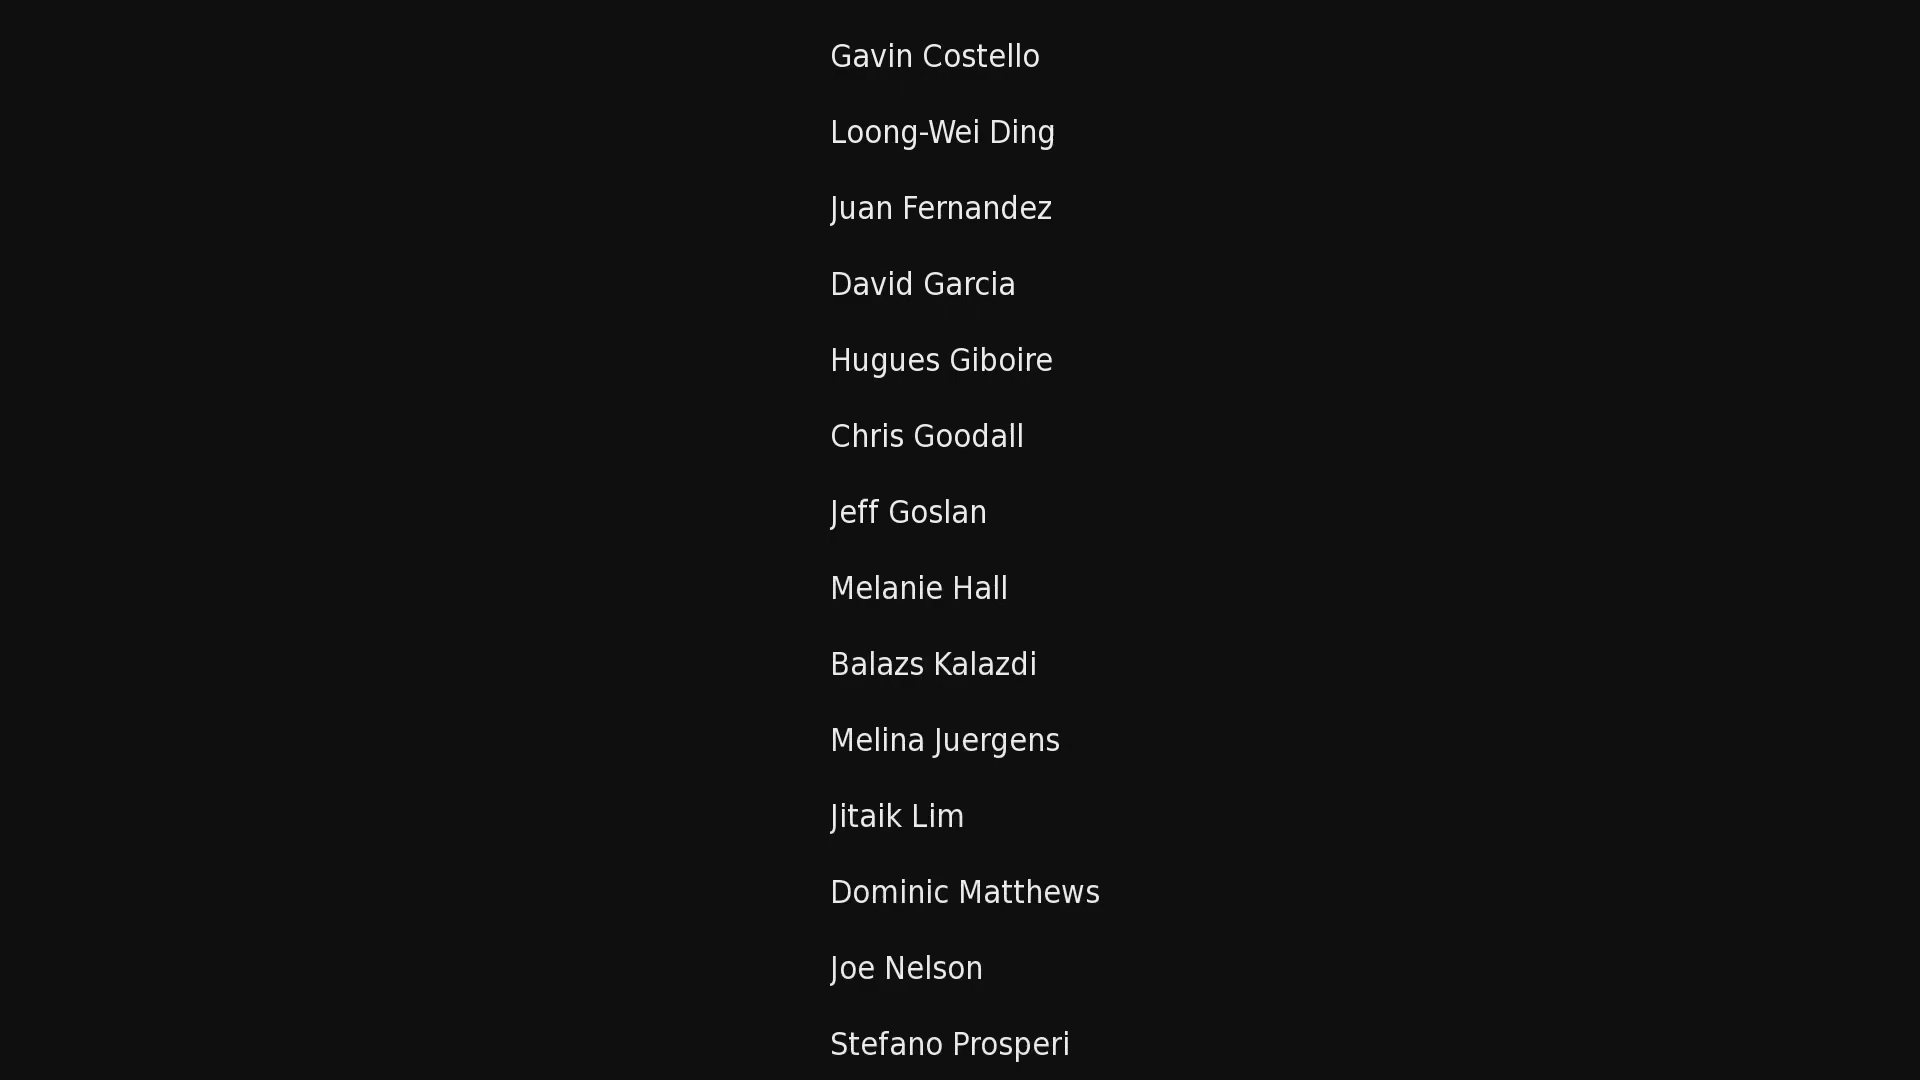 Gavin Costello
Loong-Wei Ding
Juan Fernandez
David Garcia
Hugues Giboire
Chris Goodall
Jeff Goslan
Melanie Hall
Balazs Kalazdi
Melina Juergens
Jitaik Lim
Dominic Matthews
Joe Nelson
Stefano Prosperi